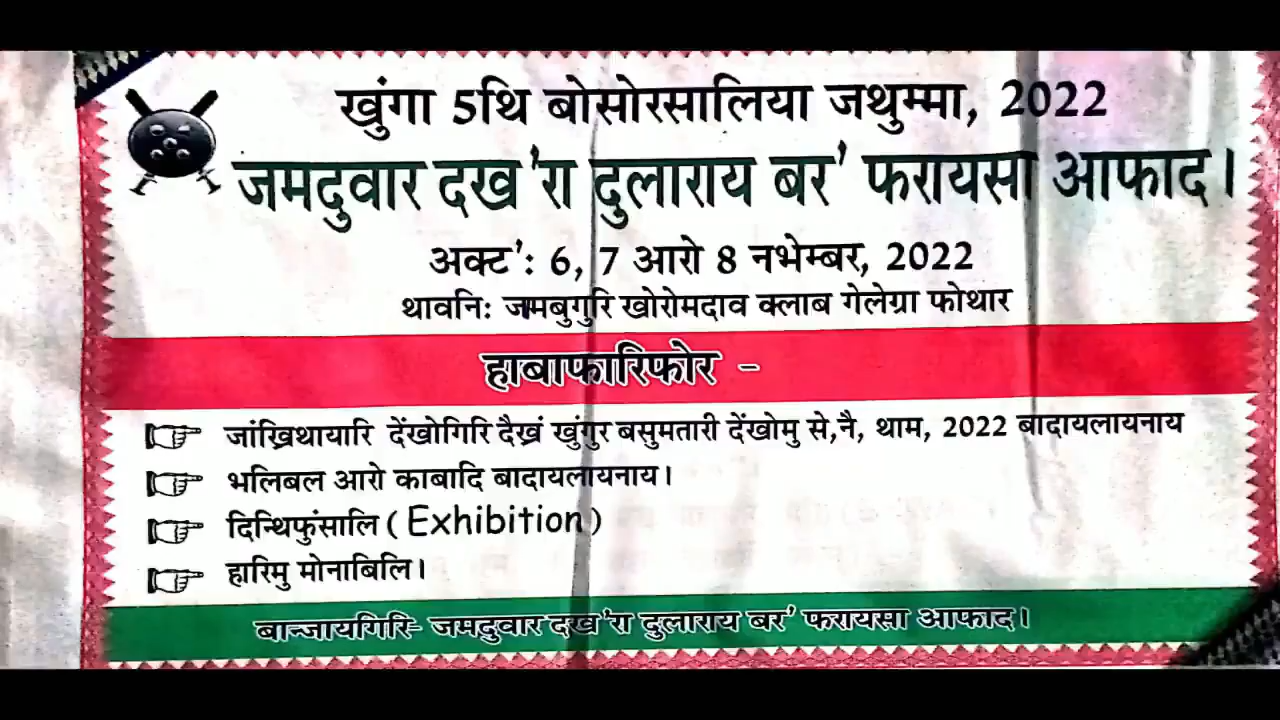 खुंगा 5थि बोसोरसालिया जथुम्मा, 2022
जमदुवार दख'रा दुलाराय बर' फरायसा आफाद।
अक्ट': 6, 7 आरो 8 नभेम्बर, 2022
थावनि: जमबुगुरि खोरोमदाव क्लाब गेलेग्रा फोथार
हाबाफारिफोर -
जांख्रिथायारि देंखोगिरि दैख्रं खुंगुर बसुमतारी देंखोमु से,नै, थाम, 2022 बादायलायनाय
भलिबल आरो काबादि बादायलायनाय।
दिन्थिफुंसालि ( Exhibition )
हारिमु मोनाबिलि।
बान्जायगिरि- जमदुवार दख'रा दुलाराय बर' फरायसा आफाद।